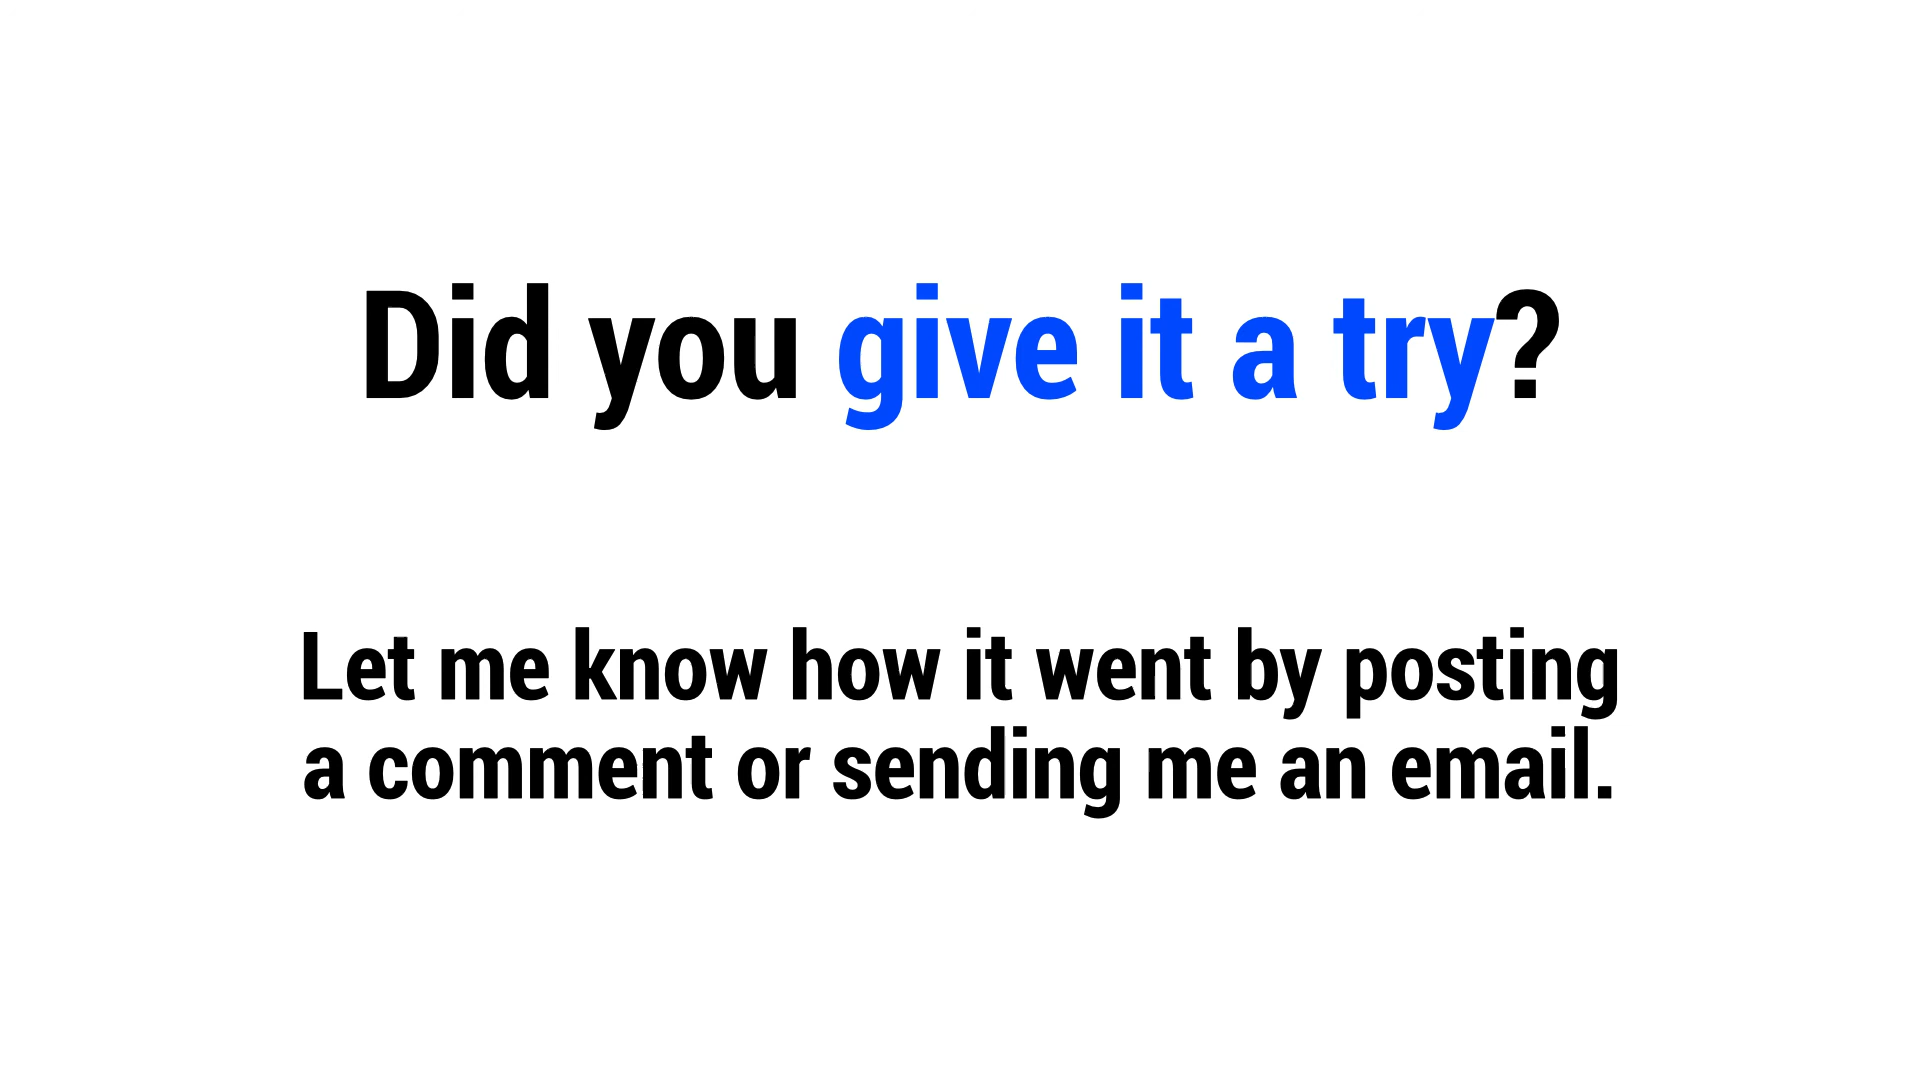 Did you give it a try?
Let me know how it went by posting
a comment or sending me an email.